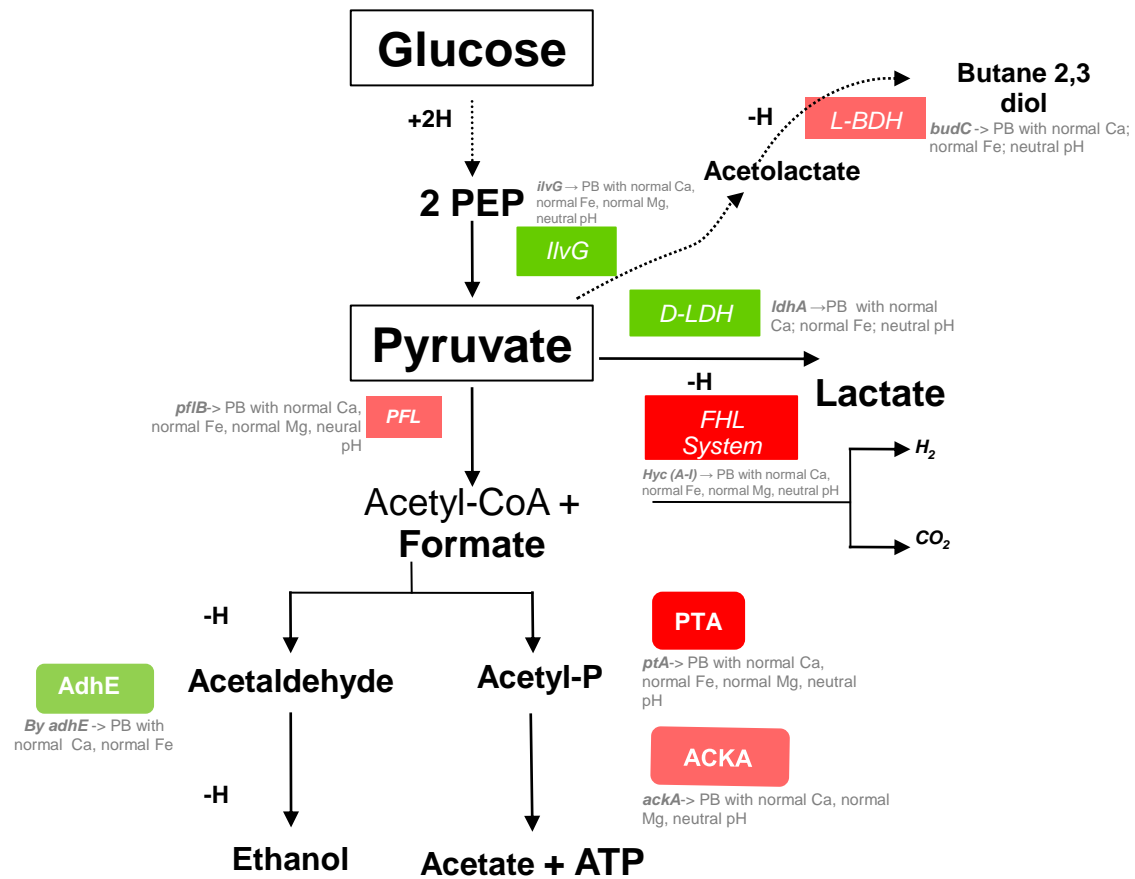 Glucose
+2H
2 PEP
ilvG → PB with normal Ca,
normal Fe, normal Mg,
neutral pH
IlvG
-H
L-BDH
Butane 2,3
diol
budC -> PB with normal Ca;
normal Fe; neutral pH
Acetolactate
D-LDH
ldhA →PB with normal
Ca; normal Fe; neutral pH
Pyruvate
-H
Lactate
pflB-> PB with normal Ca,
normal Fe, normal Mg, neural
pH
PFL
FHL
System
Hyc (A-I) → PB with normal Ca,
normal Fe, normal Mg, neutral pH
H2
CO2
Acetyl-CoA +
Formate
-H
Acetaldehyde
Acetyl-P
PTA
ptA-> PB with normal Ca,
normal Fe, normal Mg, neutral
pH
AdhE
By adhE -> PB with
normal Ca, normal Fe
ACKA
ackA-> PB with normal Ca, normal
Mg, neutral pH
-H
Ethanol
Acetate + ATP